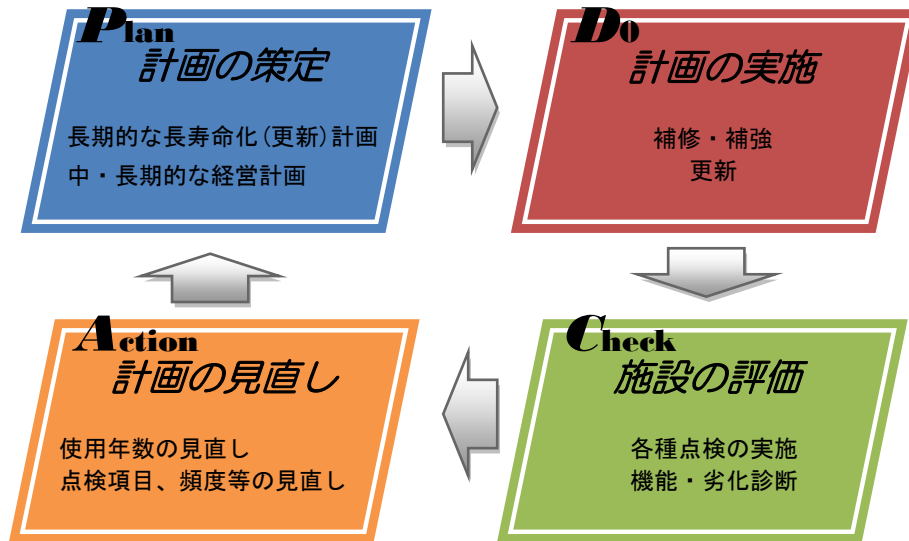 Plan
計画の策定
長期的な長寿命化(更新)計画
中・長期的な経営計画
Do
計画の実施
補修・補強
更新
Action
計画の見直し
使用年数の見直し
点検項目、頻度等の見直し
Check
施設の評価
各種点検の実施
機能・劣化診断